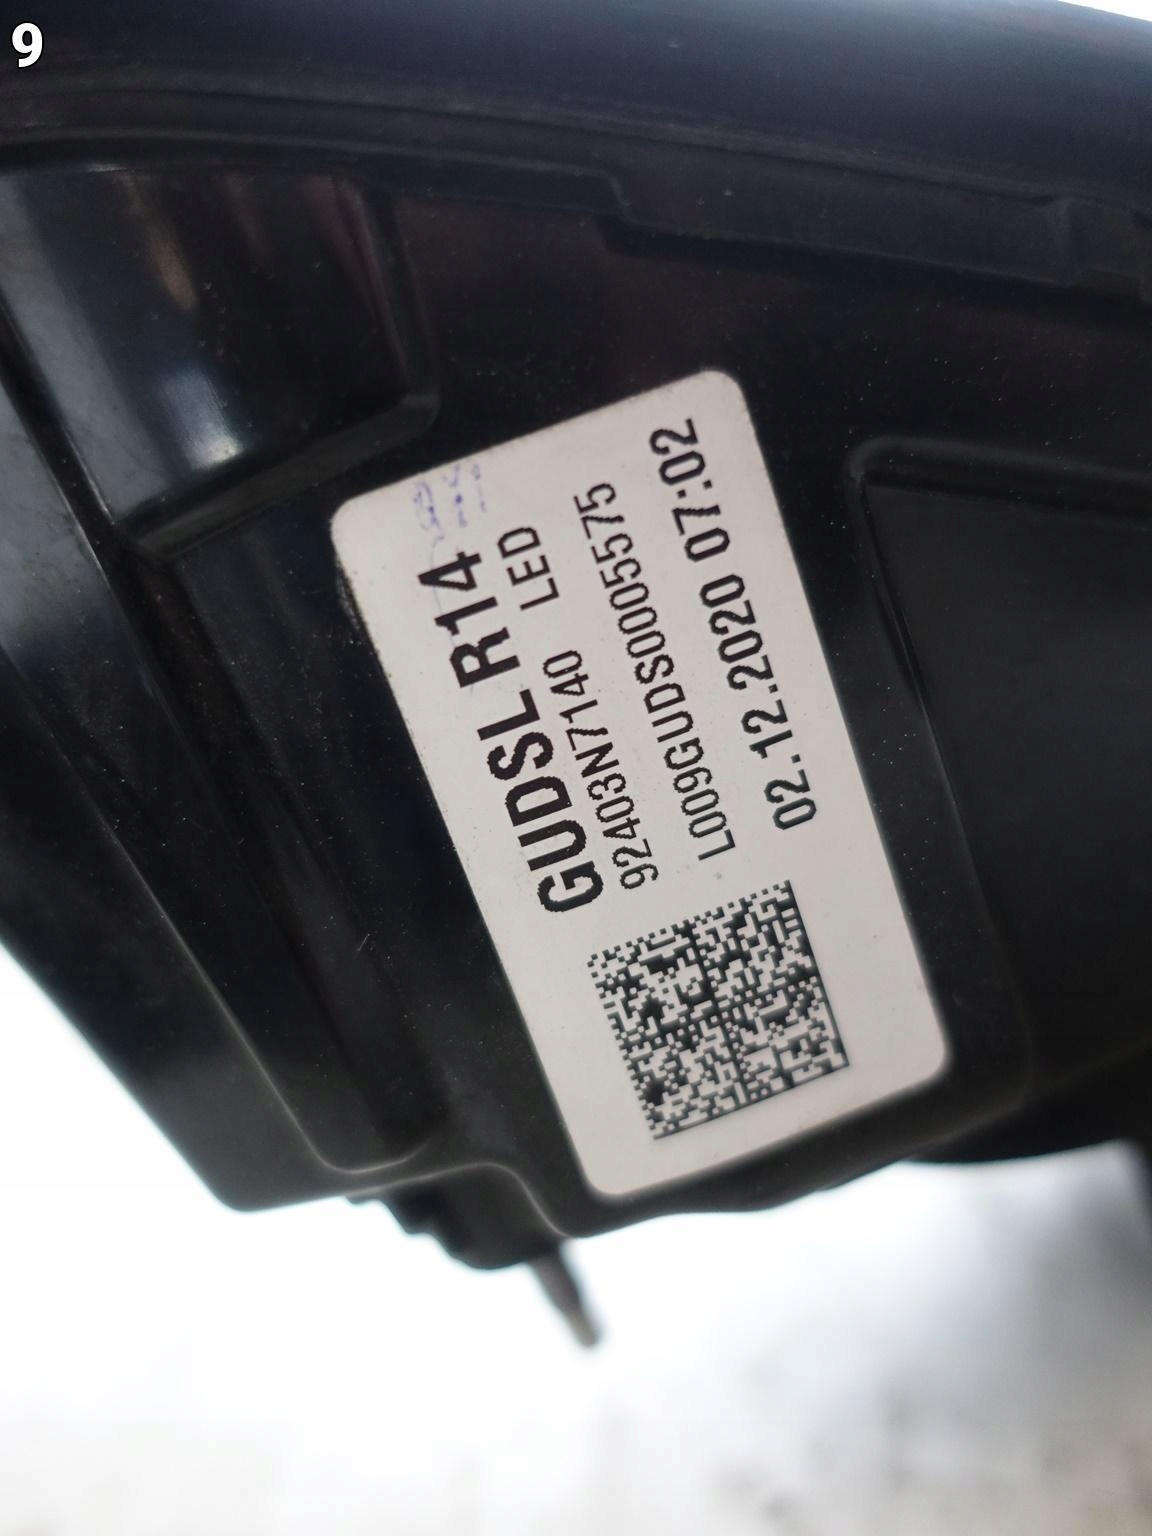 9
GUDSL R14
92403N7140 LED
L009GUDS0005575
02.12.2020 07:02